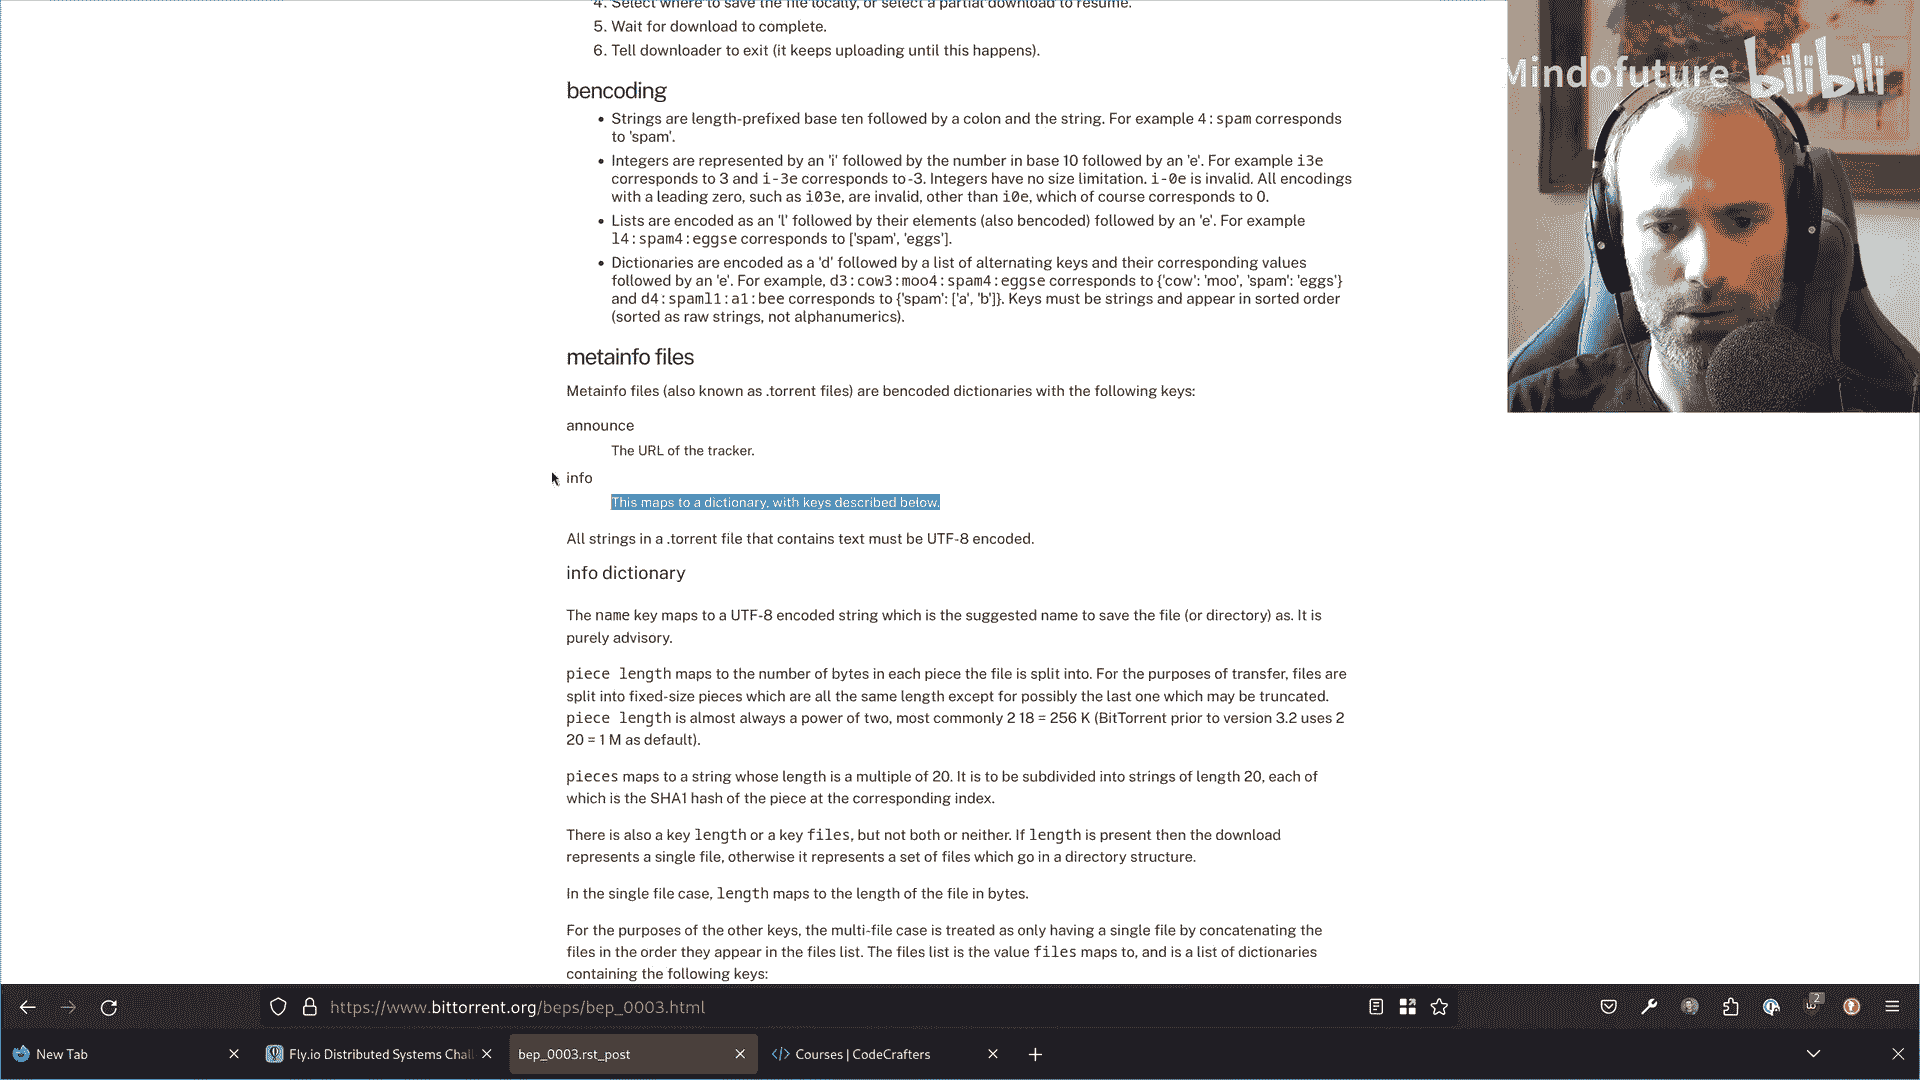 4. Select where to save the file locally, or select a partial download to resume.
5. Wait for download to complete.
6. Tell downloader to exit (it keeps uploading until this happens).
Mindofuture bilibili
bencoding
• Strings are length-prefixed base ten followed by a colon and the string. For example 4:spam corresponds
to 'spam'.
• Integers are represented by an 'i' followed by the number in base 10 followed by an 'e'. For example i3e
corresponds to 3 and i-3e corresponds to -3. Integers have no size limitation. i-0e is invalid. All encodings
with a leading zero, such as i03e, are invalid, other than i0e, which of course corresponds to 0.
• Lists are encoded as an 'l' followed by their elements (also bencoded) followed by an 'e'. For example
l4:spam4:eggse corresponds to ['spam', 'eggs'].
• Dictionaries are encoded as a 'd' followed by a list of alternating keys and their corresponding values
followed by an 'e'. For example, d3:cow3:moo4:spam4:eggse corresponds to {'cow': 'moo', 'spam': 'eggs'}
and d4:spaml1:a1:bee corresponds to {'spam': ['a', 'b']}. Keys must be strings and appear in sorted order
(sorted as raw strings, not alphanumerics).
metainfo files
Metainfo files (also known as .torrent files) are bencoded dictionaries with the following keys:
announce
The URL of the tracker.
info
This maps to a dictionary, with keys described below.
All strings in a .torrent file that contains text must be UTF-8 encoded.
info dictionary
The name key maps to a UTF-8 encoded string which is the suggested name to save the file (or directory) as. It is
purely advisory.
piece length maps to the number of bytes in each piece the file is split into. For the purposes of transfer, files are
split into fixed-size pieces which are all the same length except for possibly the last one which may be truncated.
piece length is almost always a power of two, most commonly 2 18 = 256 K (BitTorrent prior to version 3.2 uses 2
20 = 1 M as default).
pieces maps to a string whose length is a multiple of 20. It is to be subdivided into strings of length 20, each of
which is the SHA1 hash of the piece at the corresponding index.
There is also a key length or a key files, but not both or neither. If length is present then the download
represents a single file, otherwise it represents a set of files which go in a directory structure.
In the single file case, length maps to the length of the file in bytes.
For the purposes of the other keys, the multi-file case is treated as only having a single file by concatenating the
files in the order they appear in the files list. The files list is the value files maps to, and is a list of dictionaries
containing the following keys:
https://www.bittorrent.org/beps/bep_0003.html
2
New Tab
Fly.io Distributed Systems Chall
bep_0003.rst_post
Courses | CodeCrafters